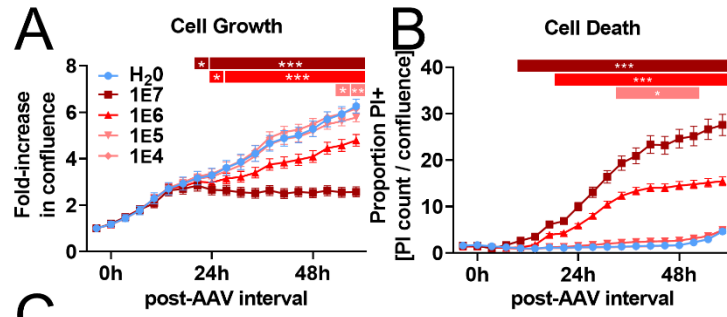 A
Cell Growth
* ***
* ***
* **
Fold-increase
in confluence
8
6
4
2
0
H₂0
1E7
1E6
1E5
1E4
0h 24h 48h
post-AAV interval
B
Cell Death
***
***
*
Proportion PI+
[PI count / confluence]
40
30
20
10
0
0h 24h 48h
post-AAV interval
C